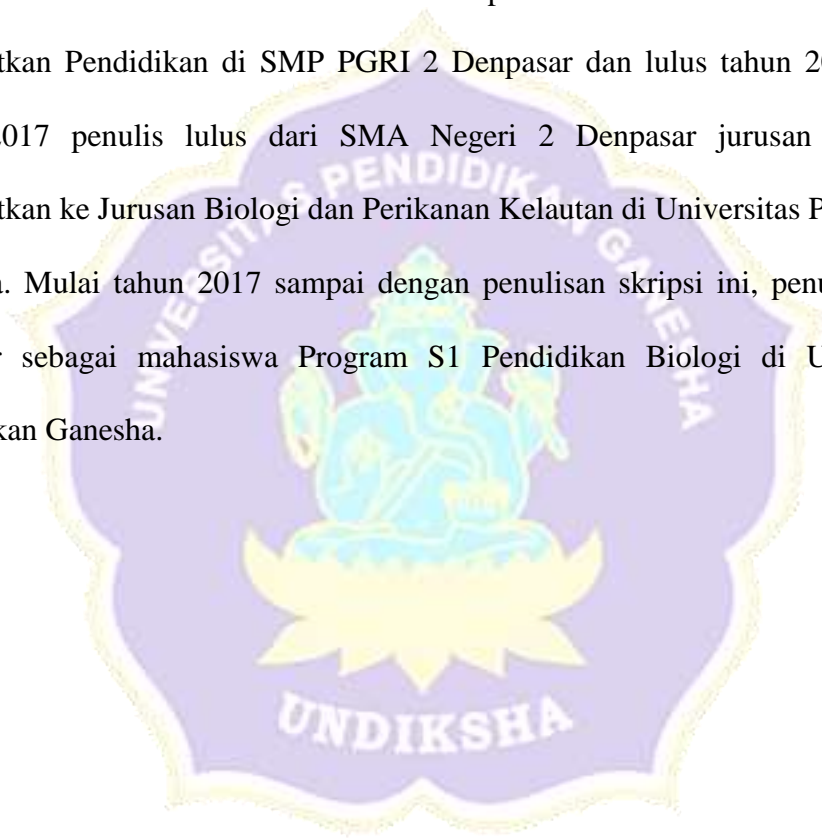 tkan Pendidikan di SMP PGRI 2 Denpasar dan lulus tahun 2
2017 penulis lulus dari SMA Negeri 2 Denpasar jurusan
tkan ke Jurusan Biologi dan Perikanan Kelautan di Universitas P
a. Mulai tahun 2017 sampai dengan penulisan skripsi ini, penu
r sebagai mahasiswa Program S1 Pendidikan Biologi di U
kan Ganesha.
UNIVERSITAS PENDIDIKAN GANESHA
UNDIKSHA